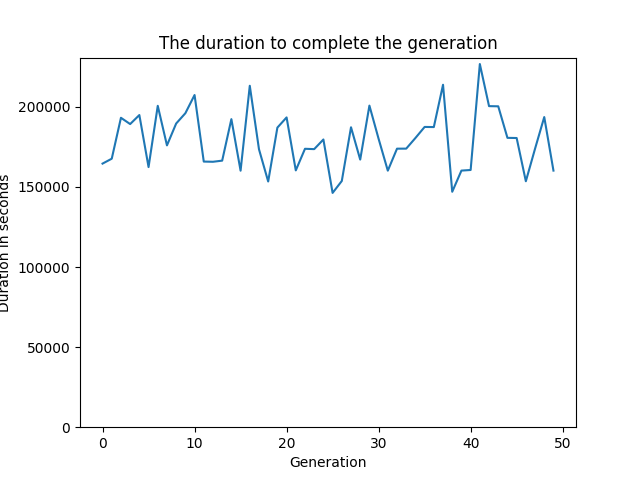 The duration to complete the generation
Duration in seconds
200000
150000
100000
50000
0
0 10 20 30 40 50
Generation